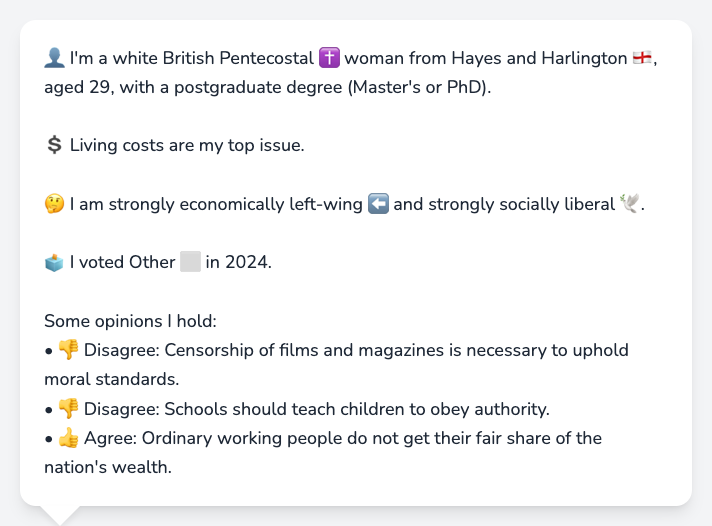 👤 I'm a white British Pentecostal ✝️ woman from Hayes and Harlington 🏴󠁧󠁢󠁥󠁮󠁧󠁿,
aged 29, with a postgraduate degree (Master's or PhD).
💲 Living costs are my top issue.
🤔 I am strongly economically left-wing ⬅️ and strongly socially liberal 🕊️.
🗳️ I voted Other ⬜ in 2024.
Some opinions I hold:
• 👎 Disagree: Censorship of films and magazines is necessary to uphold
moral standards.
• 👎 Disagree: Schools should teach children to obey authority.
• 👍 Agree: Ordinary working people do not get their fair share of the
nation's wealth.